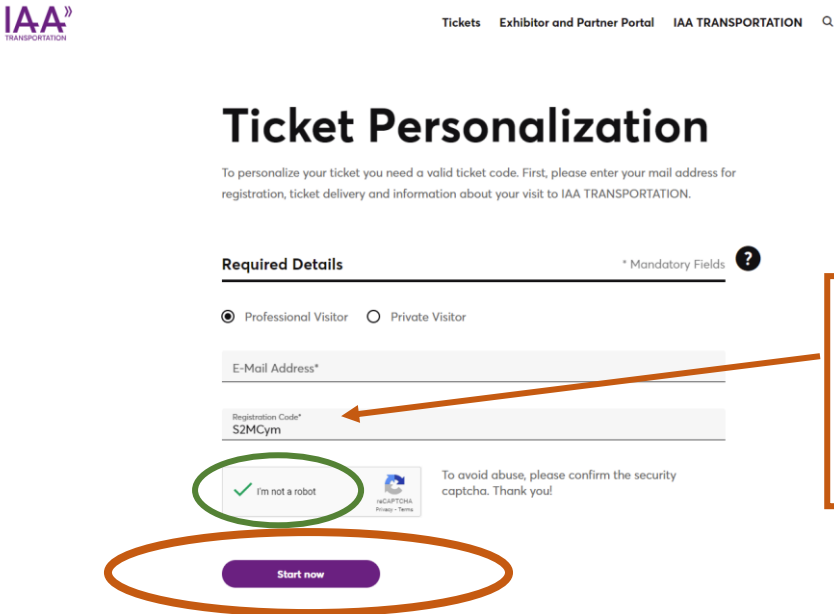 IAA
TRANSPORTATION
Tickets Exhibitor and Partner Portal IAA TRANSPORTATION
Ticket Personalization
To personalize your ticket you need a valid ticket code. First, please enter your mail address for
registration, ticket delivery and information about your visit to IAA TRANSPORTATION.
Required Details * Mandatory Fields ?
Professional Visitor Private Visitor
E-Mail Address*
Registration Code*
S2MCym
I'm not a robot
reCAPTCHA
Privacy - Terms
To avoid abuse, please confirm the security
captcha. Thank you!
Start now